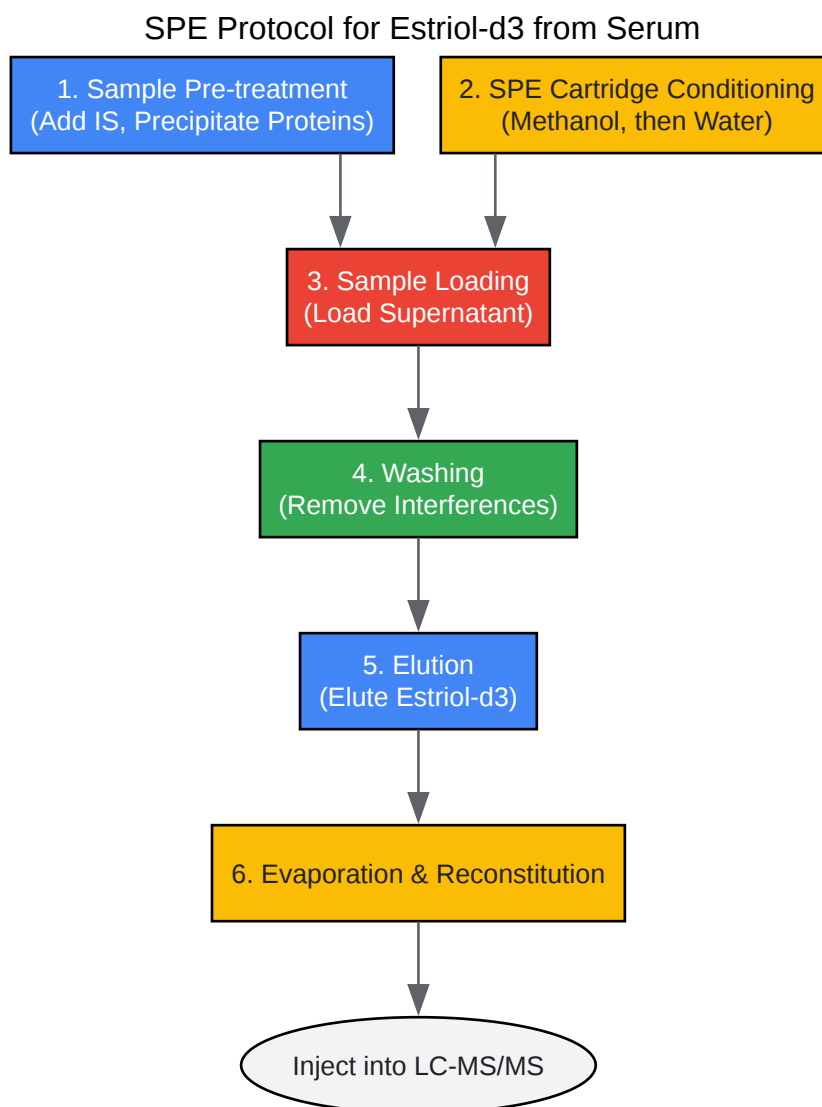 SPE Protocol for Estriol-d3 from Serum
1. Sample Pre-treatment
(Add IS, Precipitate Proteins)
2. SPE Cartridge Conditioning
(Methanol, then Water)
3. Sample Loading
(Load Supernatant)
4. Washing
(Remove Interferences)
5. Elution
(Elute Estriol-d3)
6. Evaporation & Reconstitution
Inject into LC-MS/MS